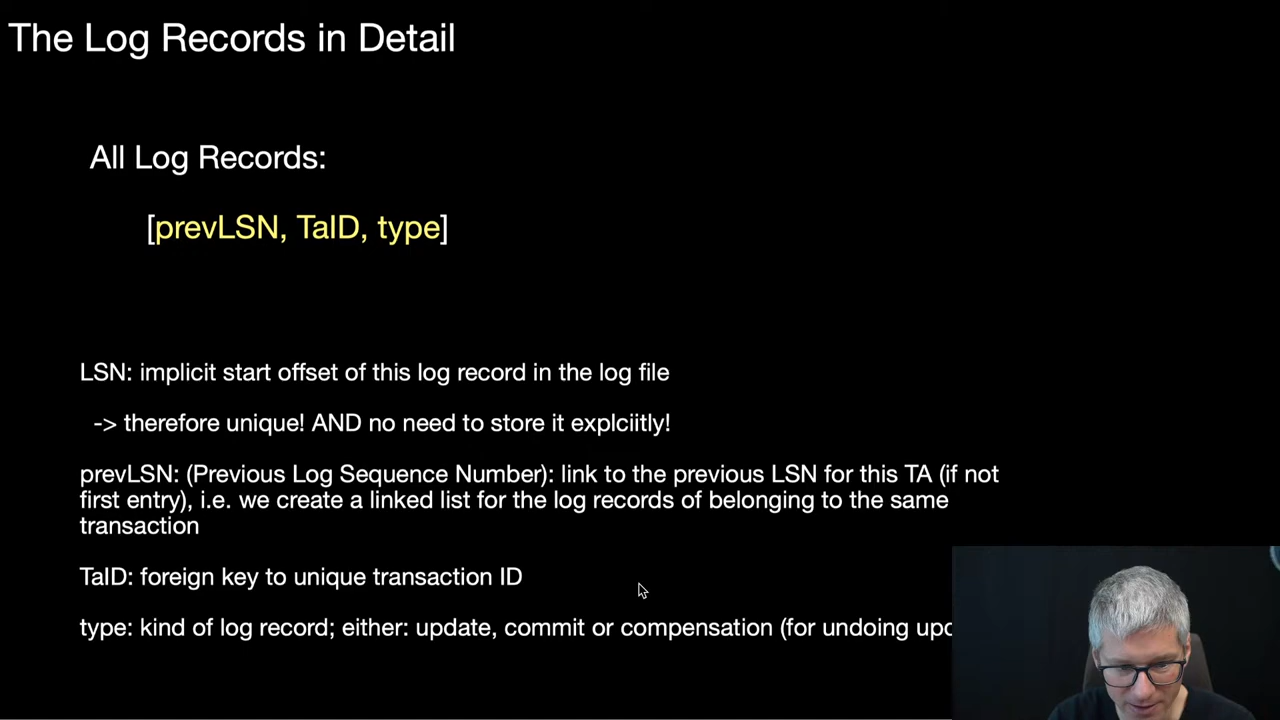 The Log Records in Detail
All Log Records:
[prevLSN, TaID, type]
LSN: implicit start offset of this log record in the log file
-> therefore unique! AND no need to store it explciitly!
prevLSN: (Previous Log Sequence Number): link to the previous LSN for this TA (if not
first entry), i.e. we create a linked list for the log records of belonging to the same
transaction
TaID: foreign key to unique transaction ID
type: kind of log record; either: update, commit or compensation (for undoing